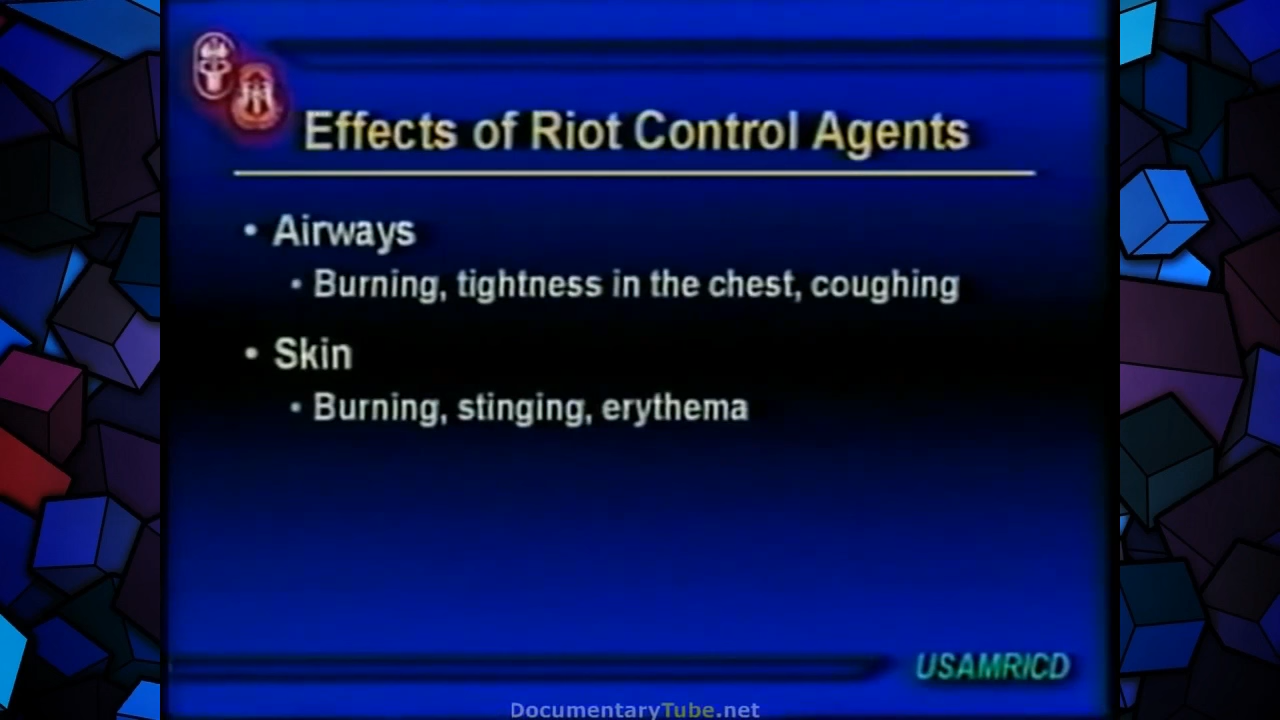 Effects of Riot Control Agents
• Airways
• Burning, tightness in the chest, coughing
• Skin
• Burning, stinging, erythema
USAMRICD
DocumentaryTube.net